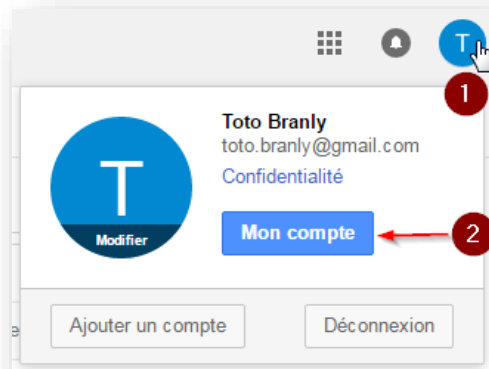 T
1
Toto Branly
toto.branly@gmail.com
Confidentialité
T
Modifier
Mon compte
2
Ajouter un compte
Déconnexion